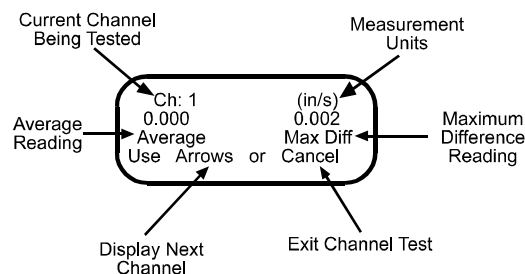 Current Channel
Being Tested
Measurement
Units
Ch: 1 (in/s)
0.000 0.002
Average
Reading
Average Max Diff
Maximum
Difference
Reading
Use Arrows or Cancel
Display Next
Channel
Exit Channel Test